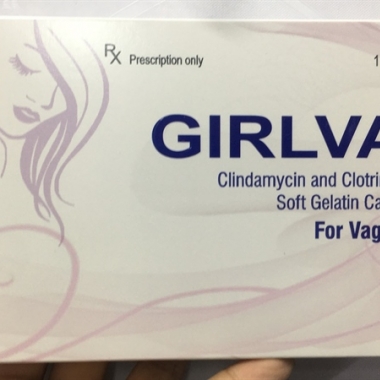 Rx Prescription only
1
GIRLVA
Clindamycin and Clotri
Soft Gelatin Ca
For Vag